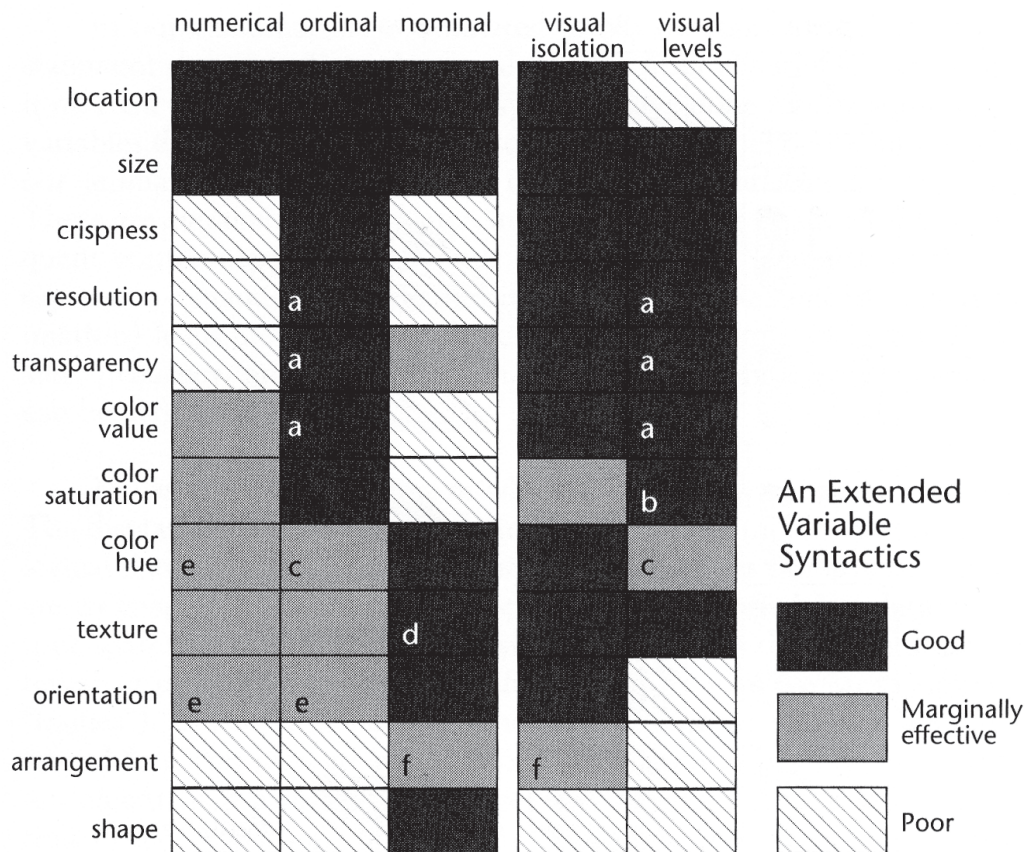 numerical ordinal nominal visual isolation visual levels
location
size
crispness
resolution a a
transparency a a
color value a a
color saturation b
color hue e c c
texture d
orientation e e
arrangement f f
shape
An Extended
Variable
Syntactics
Good
Marginally
effective
Poor